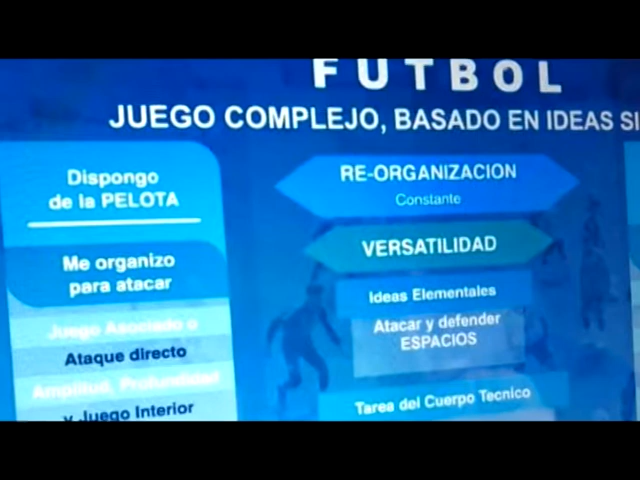 FUTBOL
JUEGO COMPLEJO, BASADO EN IDEAS
Dispongo
de la PELOTA
Me organizo
para atacar
Juego Asociado o
Ataque directo
Amplitud, Profundidad
y Juego Interior
RE-ORGANIZACION
Constante
VERSATILIDAD
Ideas Elementales
Atacar y defender
ESPACIOS
Tarea del Cuerpo Tecnico